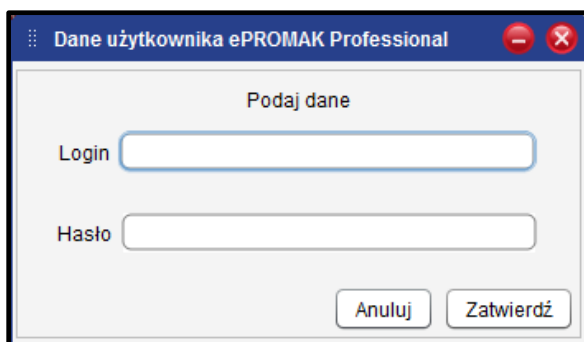 Dane użytkownika ePROMAK Professional
Podaj dane
Login
Hasło
Anuluj Zatwierdź